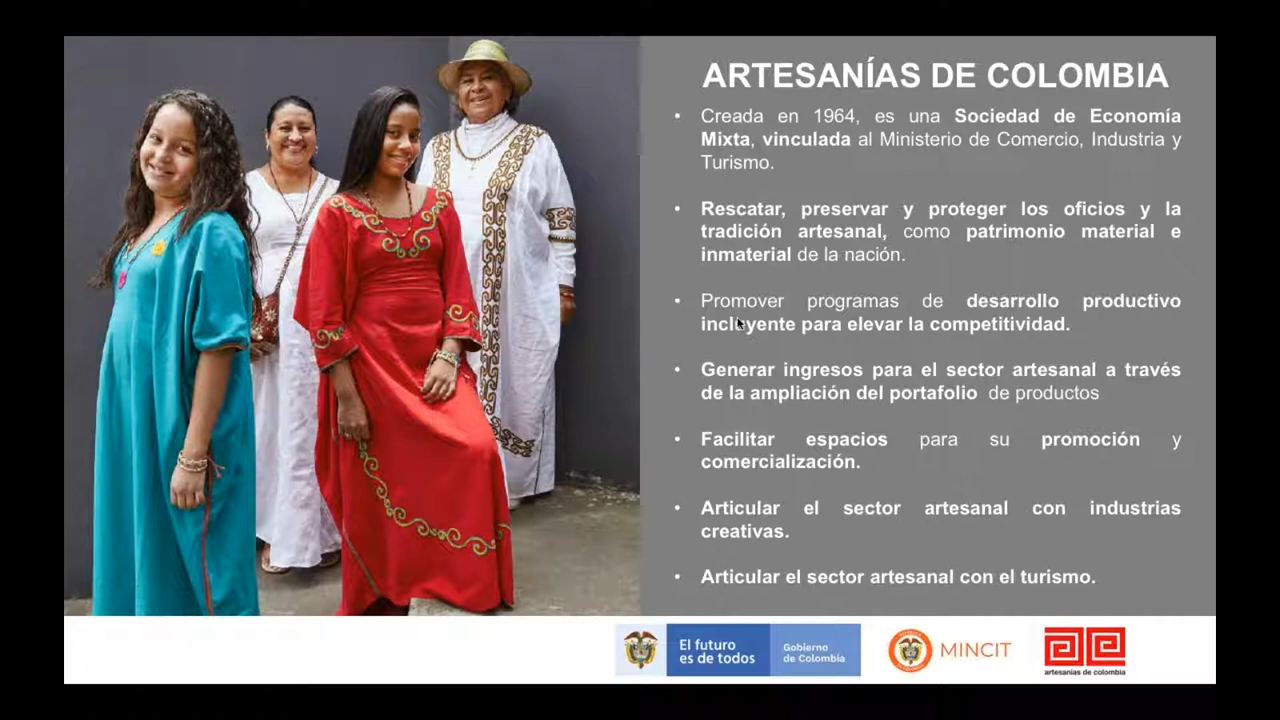 ARTESANÍAS DE COLOMBIA
• Creada en 1964, es una Sociedad de Economía
Mixta, vinculada al Ministerio de Comercio, Industria y
Turismo.
• Rescatar, preservar y proteger los oficios y la
tradición artesanal, como patrimonio material e
inmaterial de la nación.
• Promover programas de desarrollo productivo
incluyente para elevar la competitividad.
• Generar ingresos para el sector artesanal a través
de la ampliación del portafolio de productos
• Facilitar espacios para su promoción y
comercialización.
• Articular el sector artesanal con industrias
creativas.
• Articular el sector artesanal con el turismo.
El futuro
es de todos
Gobierno
de Colombia
MINCIT
artesanías de colombia